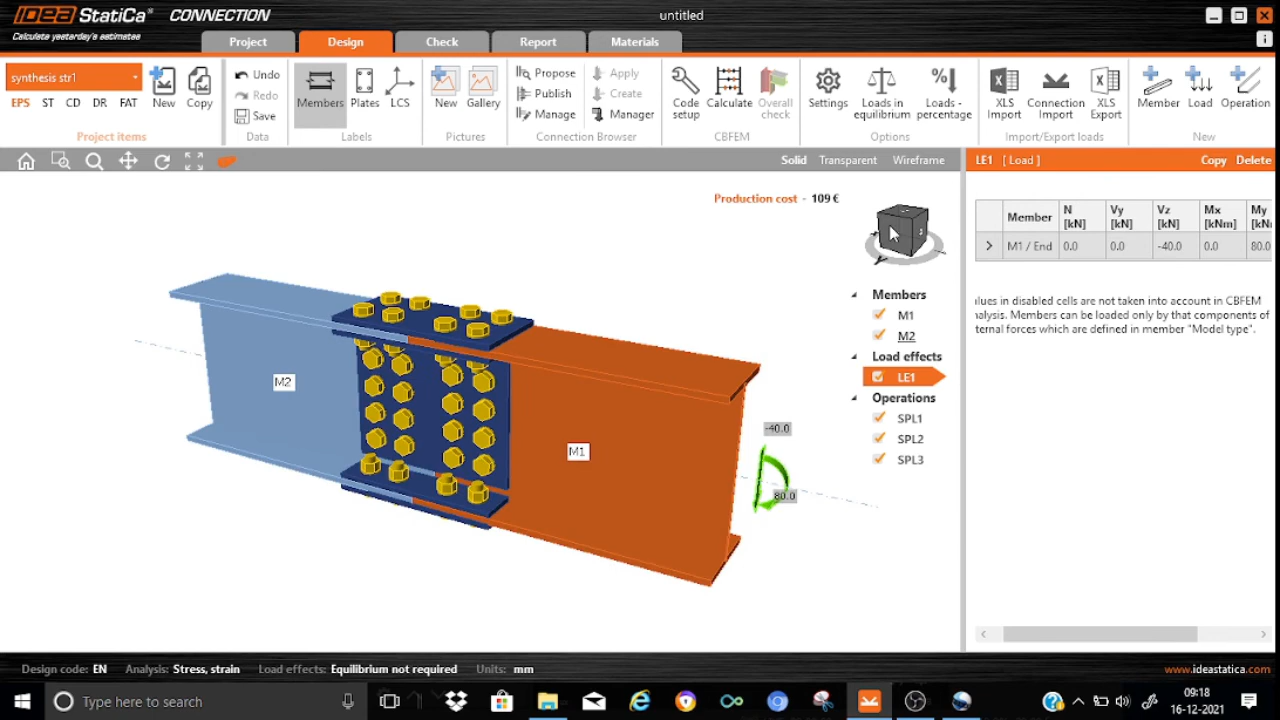 IDEA StatiCa® CONNECTION
Calculate yesterday's estimates
untitled
Project Design Check Report Materials
synthesis str1
EPS ST CD DR FAT
New Copy
Project items
Undo
Redo
Save
Data
Members Plates LCS
Labels
New Gallery
Pictures
Propose
Publish
Manage
Apply
Create
Manager
Connection Browser
Code setup
Calculate
Overall check
CBFEM
Settings
Loads in equilibrium
Loads - percentage
Options
XLS Import
Connection Import
XLS Export
Import/Export loads
Member Load Operation
New
Solid Transparent Wireframe
LE1 [ Load ] Copy Delete
Production cost - 109 €
Member N [kN] Vy [kN] Vz [kN] Mx [kNm] My [kN
> M1 / End 0.0 0.0 -40.0 0.0 80.0
alues in disabled cells are not taken into account in CBFEM
nalysis. Members can be loaded only by that components of
ternal forces which are defined in member "Model type".
Members
M1
M2
Load effects
LE1
Operations
SPL1
SPL2
SPL3
M2
M1
-40.0
80.0
Design code: EN Analysis: Stress, strain Load effects: Equilibrium not required Units: mm
www.ideastatica.com
Type here to search
09:18
16-12-2021